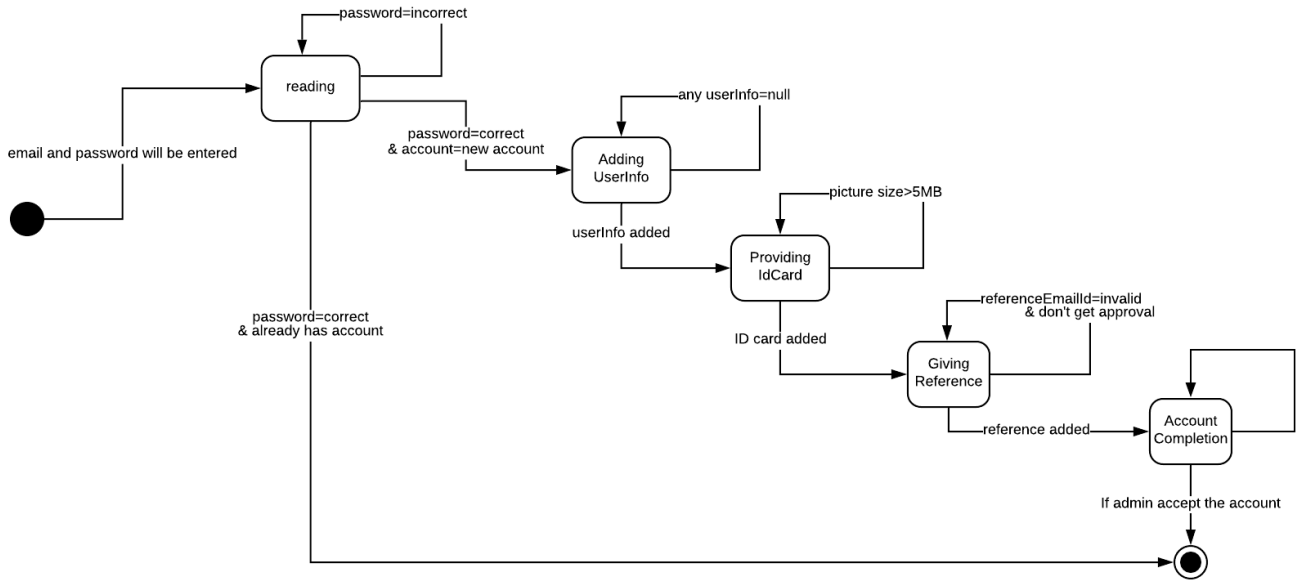 password=incorrect
reading
email and password will be entered
password=correct
& account=new account
any userInfo=null
Adding
UserInfo
userInfo added
picture size>5MB
Providing
IdCard
ID card added
referenceEmailId=invalid
& don't get approval
Giving
Reference
reference added
password=correct
& already has account
Account
Completion
If admin accept the account